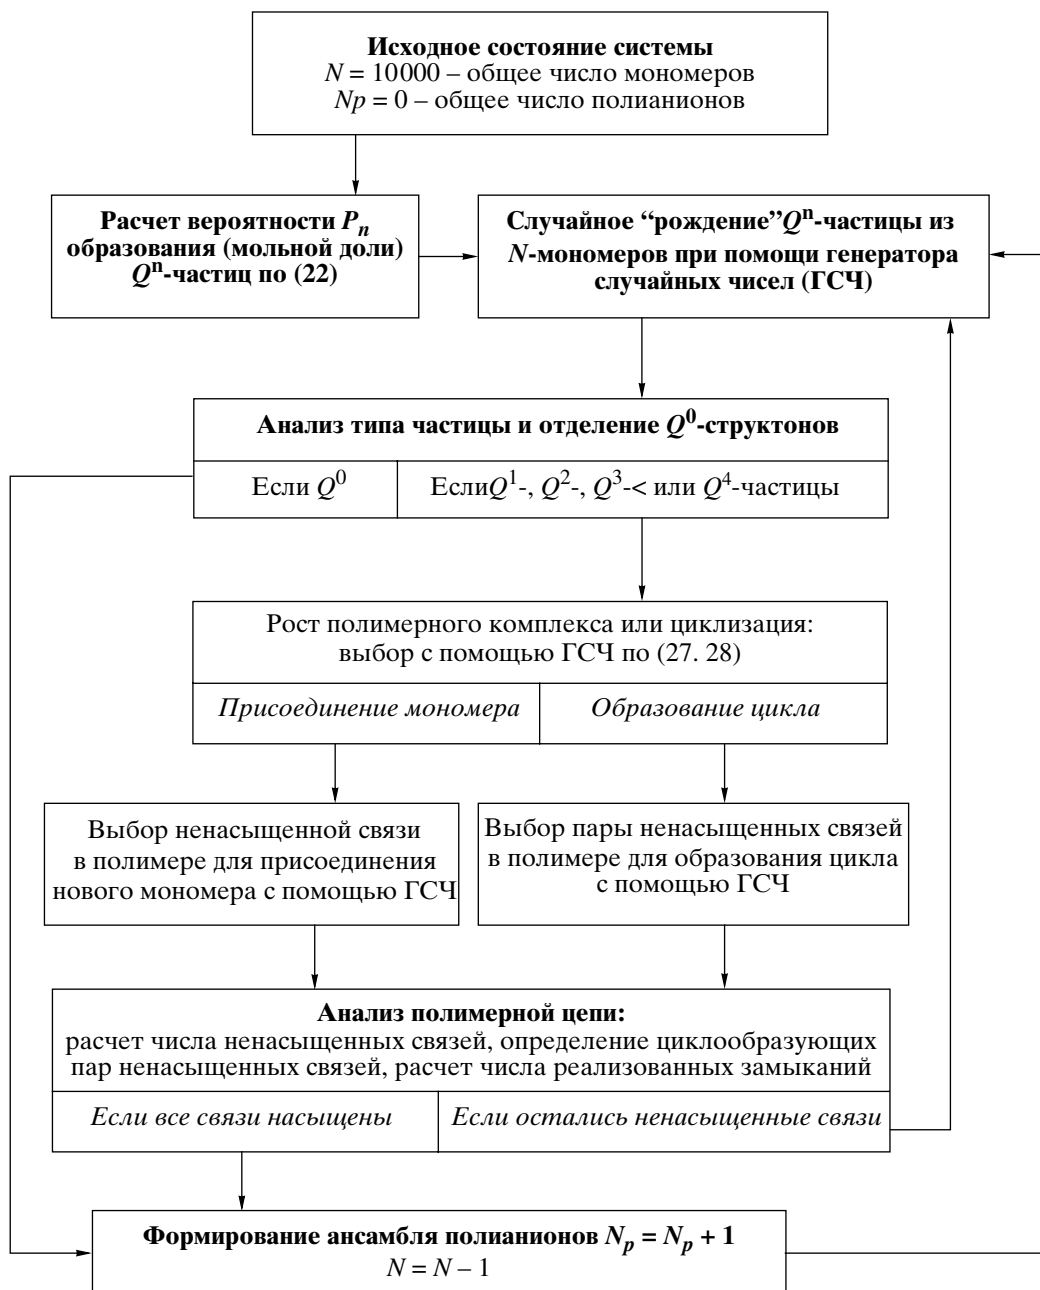 Исходное состояние системы
N = 10000 – общее число мономеров
Np = 0 – общее число полианионов
Расчет вероятности Pn
образования (мольной доли)
Qⁿ-частиц по (22)
Случайное “рождение”Qⁿ-частицы из
N-мономеров при помощи генератора
случайных чисел (ГСЧ)
Анализ типа частицы и отделение Q⁰-структонов
Если Q⁰
ЕслиQ¹-, Q²-, Q³-< или Q⁴-частицы
Рост полимерного комплекса или циклизация:
выбор с помощью ГСЧ по (27. 28)
Присоединение мономера
Образование цикла
Выбор ненасыщенной связи
в полимере для присоединения
нового мономера с помощью ГСЧ
Выбор пары ненасыщенных связей
в полимере для образования цикла
с помощью ГСЧ
Анализ полимерной цепи:
расчет числа ненасыщенных связей, определение циклообразующих
пар ненасыщенных связей, расчет числа реализованных замыканий
Если все связи насыщены
Если остались ненасыщенные связи
Формирование ансамбля полианионов Np = Np + 1
N = N – 1